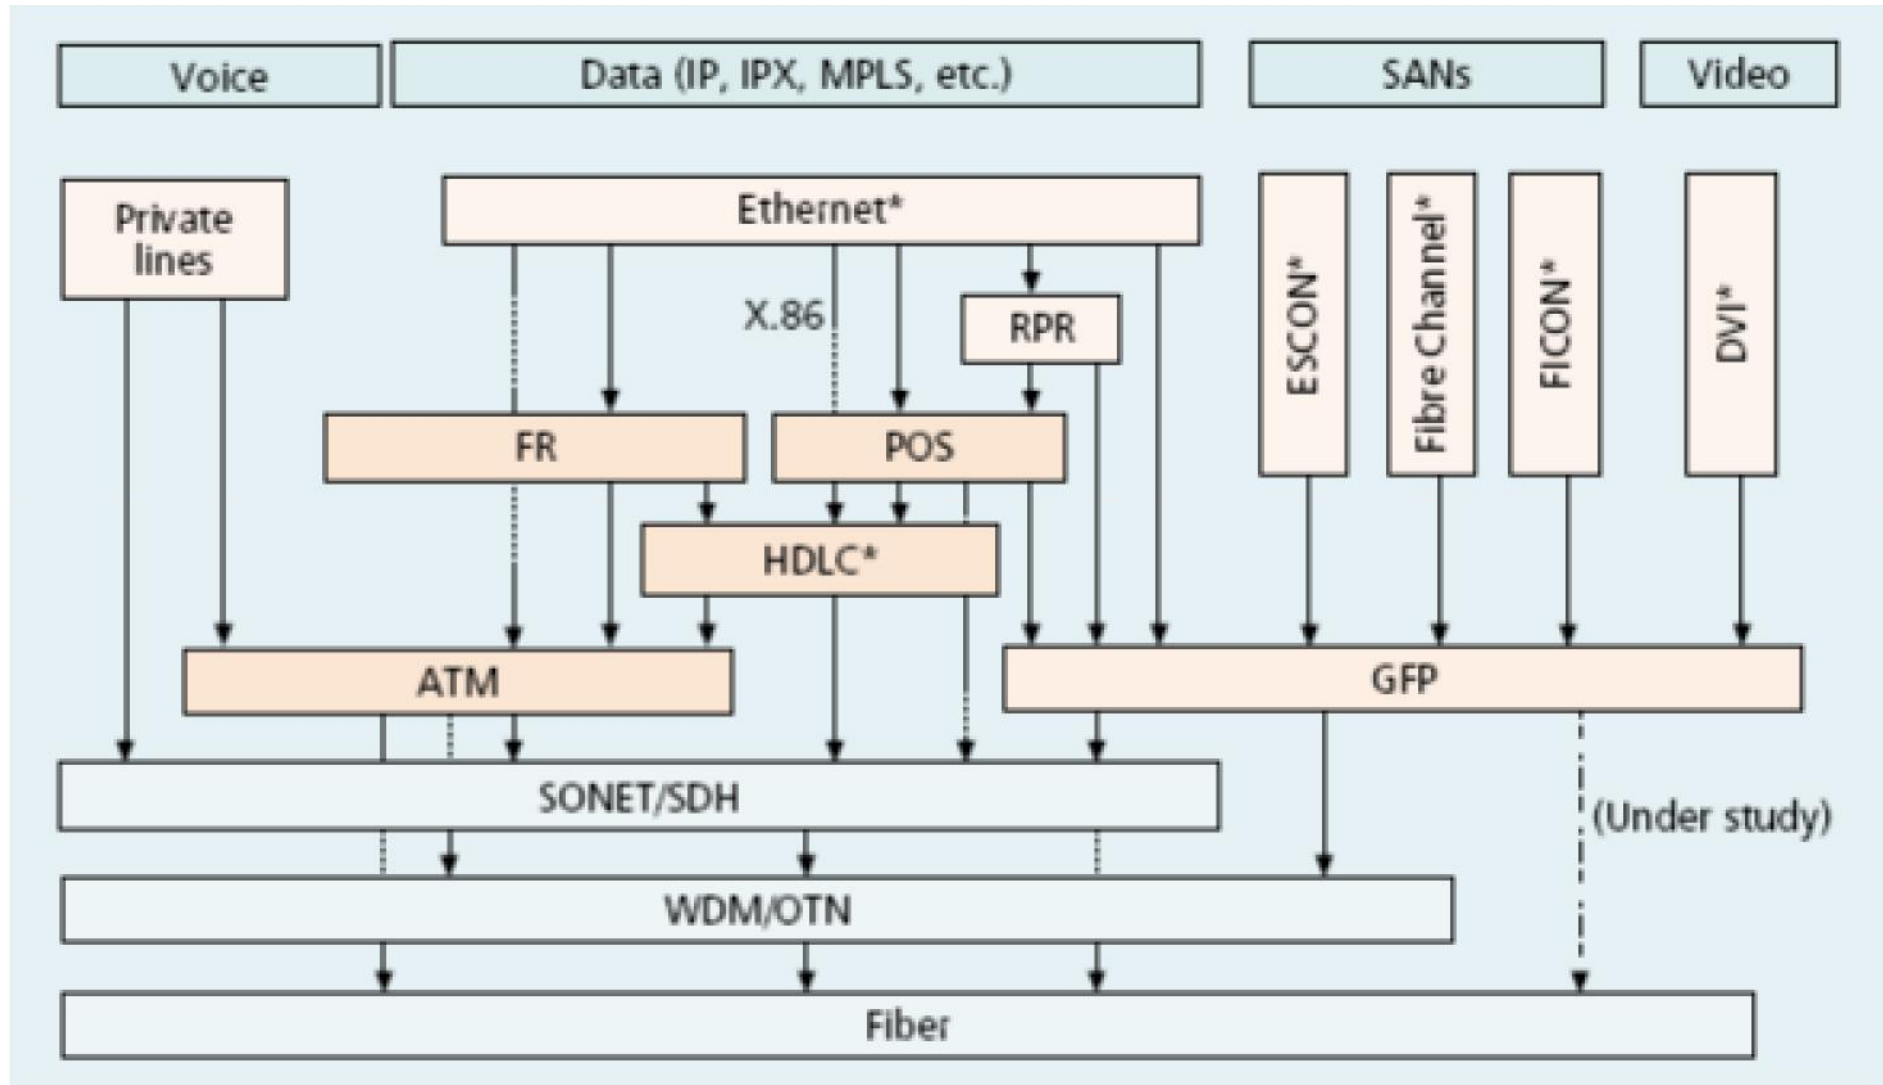 Voice
Data (IP, IPX, MPLS, etc.)
SANs
Video
Private
lines
Ethernet*
ESCON*
Fibre Channel*
FICON*
DVI*
X.86
RPR
FR
POS
HDLC*
ATM
GFP
SONET/SDH
(Under study)
WDM/OTN
Fiber